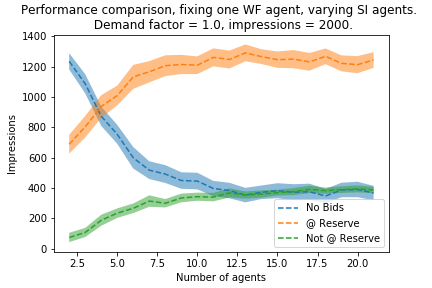 Performance comparison, fixing one WF agent, varying SI agents.
Demand factor = 1.0, impressions = 2000.
1400
1200
1000
800
600
400
200
0
Impressions
2.5 5.0 7.5 10.0 12.5 15.0 17.5 20.0
Number of agents
No Bids
@ Reserve
Not @ Reserve